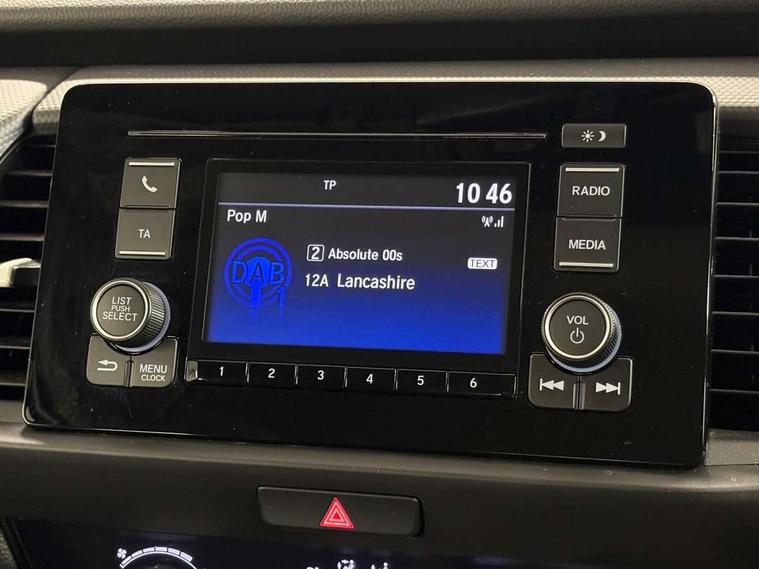 TP
10 46
Pop M
DAB
2 Absolute 00s
TEXT
12A Lancashire
TA
LIST
PUSH
SELECT
MENU
CLOCK
1 2 3 4 5 6
RADIO
MEDIA
VOL